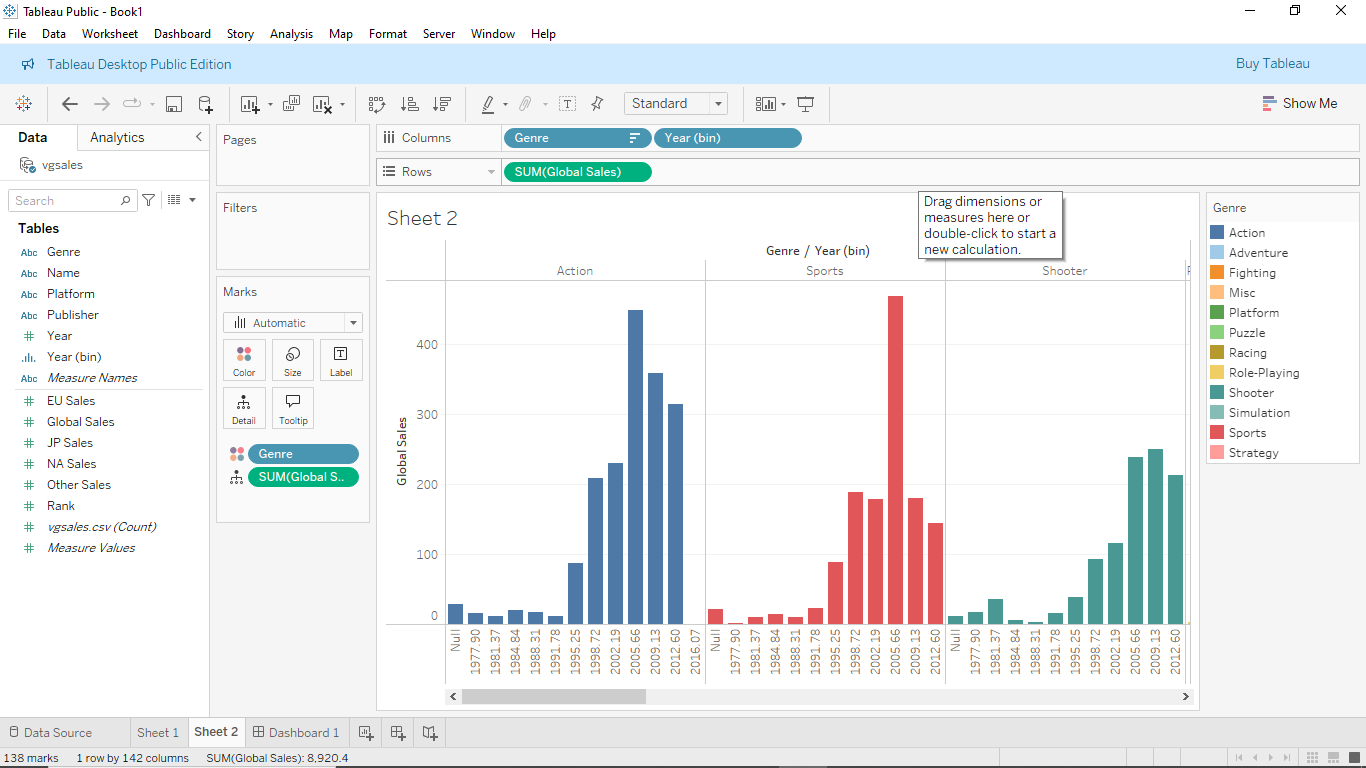 Tableau Public - Book1
File Data Worksheet Dashboard Story Analysis Map Format Server Window Help
Tableau Desktop Public Edition
Buy Tableau
Standard
Show Me
Data
Analytics
vgsales
Search
Tables
Abc Genre
Abc Name
Abc Platform
Abc Publisher
Year
Year (bin)
Abc Measure Names
EU Sales
Global Sales
JP Sales
NA Sales
Other Sales
Rank
vgsales.csv (Count)
Measure Values
Pages
Filters
Marks
Automatic
Color
Size
Label
Detail
Tooltip
Genre
SUM(Global S..
Columns
Genre
Year (bin)
Rows
SUM(Global Sales)
Sheet 2
Drag dimensions or
measures here or
double-click to start a
new calculation.
Genre / Year (bin)
Action
Sports
Shooter
Global Sales
400
300
200
100
0
Null 1977.90 1981.37 1984.84 1988.31 1991.78 1995.25 1998.72 2002.19 2005.66 2009.13 2012.60 2016.07
Null 1977.90 1981.37 1984.84 1988.31 1991.78 1995.25 1998.72 2002.19 2005.66 2009.13 2012.60
Null 1977.90 1981.37 1984.84 1988.31 1991.78 1995.25 1998.72 2002.19 2005.66 2009.13 2012.60
Genre
Action
Adventure
Fighting
Misc
Platform
Puzzle
Racing
Role-Playing
Shooter
Simulation
Sports
Strategy
Data Source
Sheet 1
Sheet 2
Dashboard 1
138 marks
1 row by 142 columns
SUM(Global Sales): 8,920.4